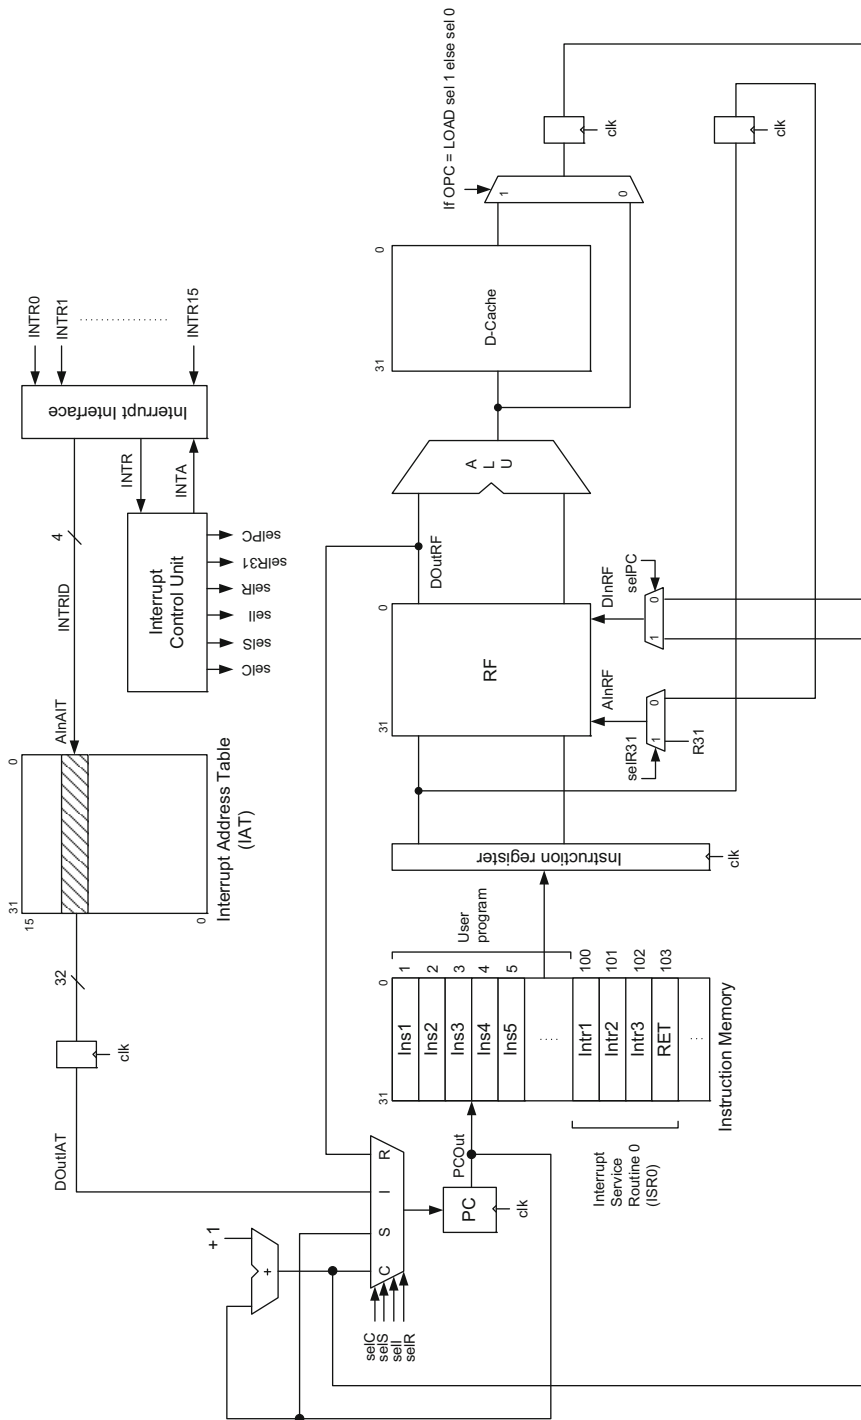 INTR0
INTR1
INTR15
Interrupt Interface
INTR
INTA
4
INTRID
Interrupt
Control Unit
selC
selS
selI
selR
selR31
selPC
AInAIT
31
0
15
0
Interrupt Address Table
(IAT)
32
clk
DOutIAT
+ 1
+
C
S
I
R
selC
selS
selI
selR
PC
clk
PCOut
31
0
Ins1
1
Ins2
2
Ins3
3
Ins4
4
Ins5
5
User
program
Intr1
100
Intr2
101
Intr3
102
RET
103
Instruction Memory
Interrupt
Service
Routine 0
(ISR0)
Instruction register
clk
31
0
RF
AInRF
DInRF
selR31
1
0
R31
selPC
1
0
DOutRF
A
L
U
31
0
D-Cache
If OPC = LOAD sel 1 else sel 0
1
0
clk
clk